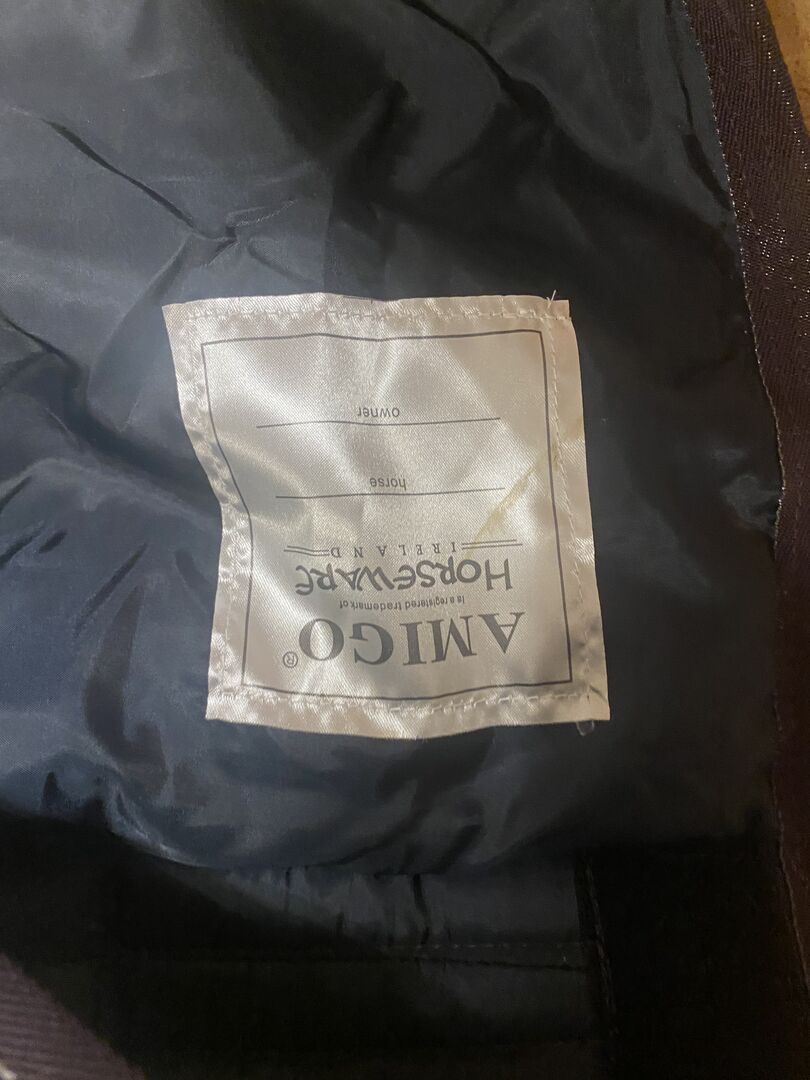 AMIGO®
is a registered trademark of
HORSEWARE
IRELAND
horse
owner